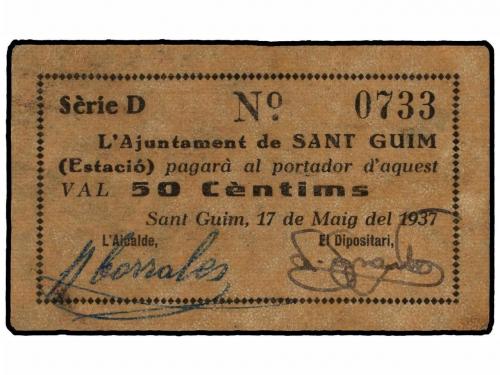 Sèrie D Nº 0733
L'Ajuntament de SANT GUIM
(Estació) pagarà al portador d'aquest
VAL 50 Cèntims
Sant Guim, 17 de Maig del 1937
L'Alcalde, El Dipositari,
Corrales